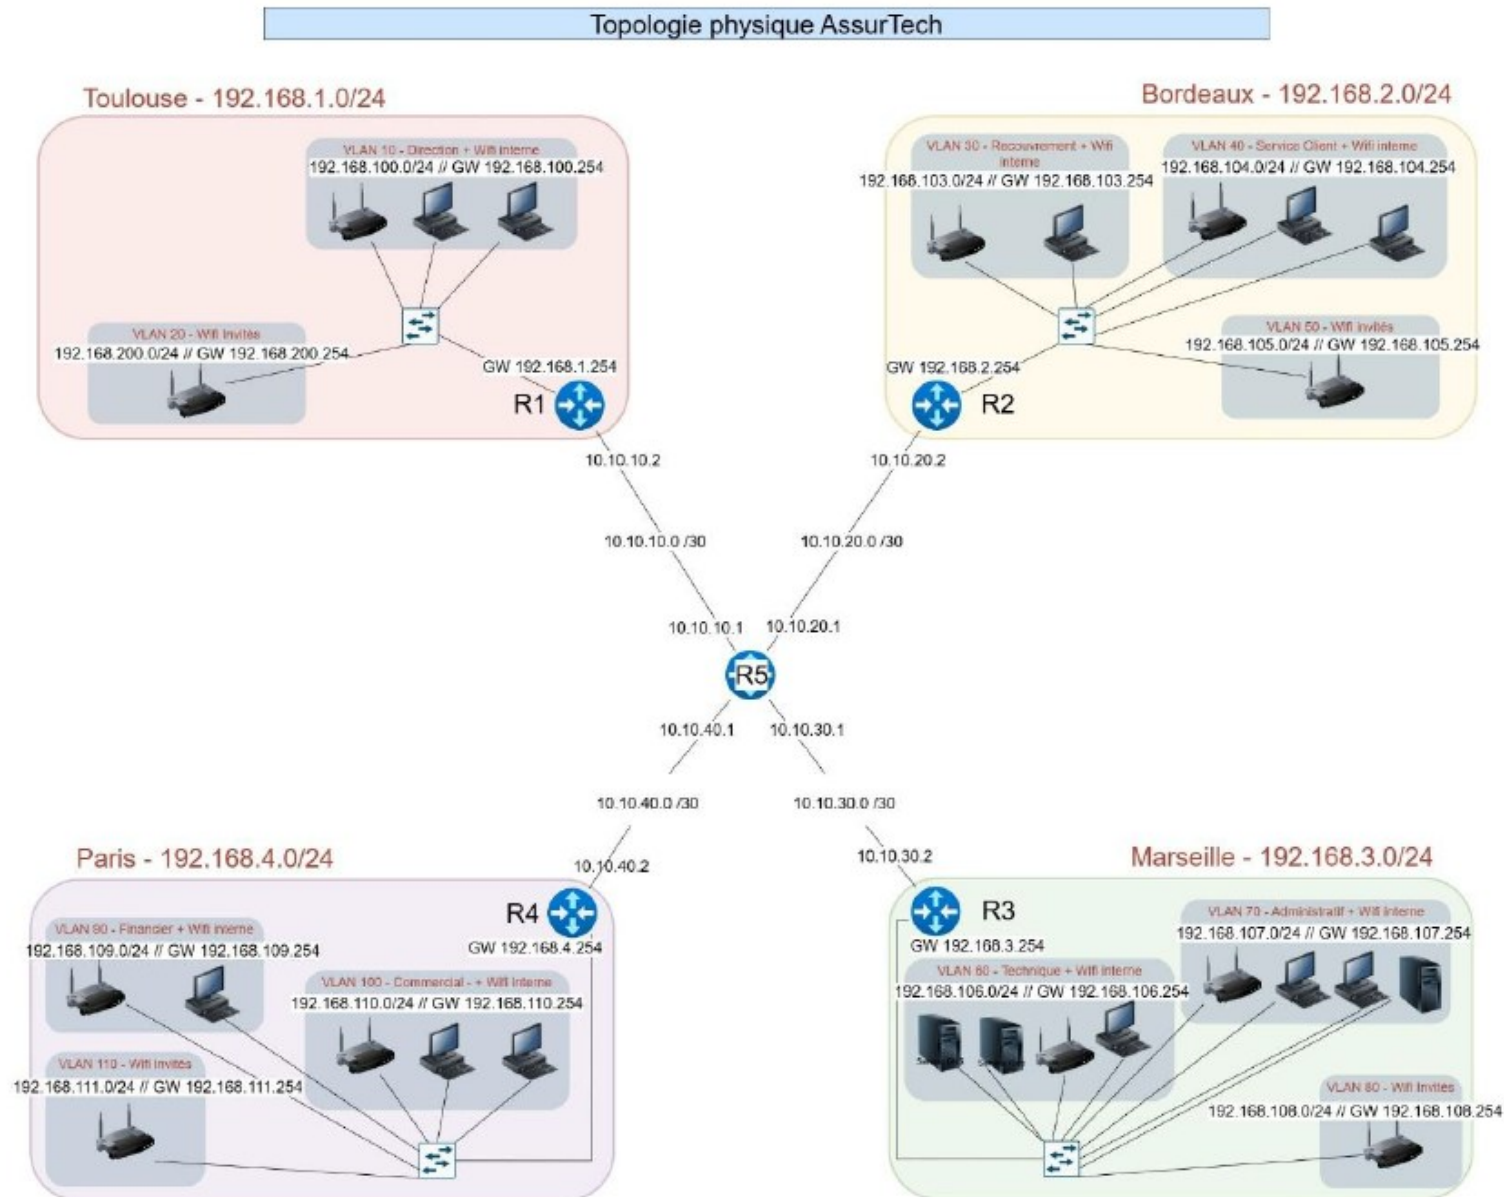 Topologie physique AssurTech
Toulouse - 192.168.1.0/24
VLAN 10 - Direction + Wifi interne
192.168.100.0/24 // GW 192.168.100.254
VLAN 20 - Wifi Invités
192.168.200.0/24 // GW 192.168.200.254
GW 192.168.1.254
R1
10.10.10.2
Bordeaux - 192.168.2.0/24
VLAN 30 - Recouvrement + Wifi
interne
192.168.103.0/24 // GW 192.168.103.254
VLAN 40 - Service Client + Wifi interne
192.168.104.0/24 // GW 192.168.104.254
VLAN 50 - Wifi invités
192.168.105.0/24 // GW 192.168.105.254
GW 192.168.2.254
R2
10.10.20.2
10.10.10.0 /30
10.10.20.0 /30
10.10.10.1
10.10.20.1
R5
10.10.40.1
10.10.30.1
10.10.40.0 /30
10.10.30.0 /30
Paris - 192.168.4.0/24
10.10.40.2
R4
GW 192.168.4.254
VLAN 90 - Financier + Wifi interne
192.168.109.0/24 // GW 192.168.109.254
VLAN 100 - Commercial - + Wifi Interne
192.168.110.0/24 // GW 192.168.110.254
VLAN 110 - Wifi Invités
192.168.111.0/24 // GW 192.168.111.254
Marseille - 192.168.3.0/24
10.10.30.2
R3
GW 192.168.3.254
VLAN 70 - Administratif + Wifi interne
192.168.107.0/24 // GW 192.168.107.254
VLAN 60 - Technique + Wifi interne
192.168.106.0/24 // GW 192.168.106.254
VLAN 80 - Wifi Invités
192.168.108.0/24 // GW 192.168.108.254